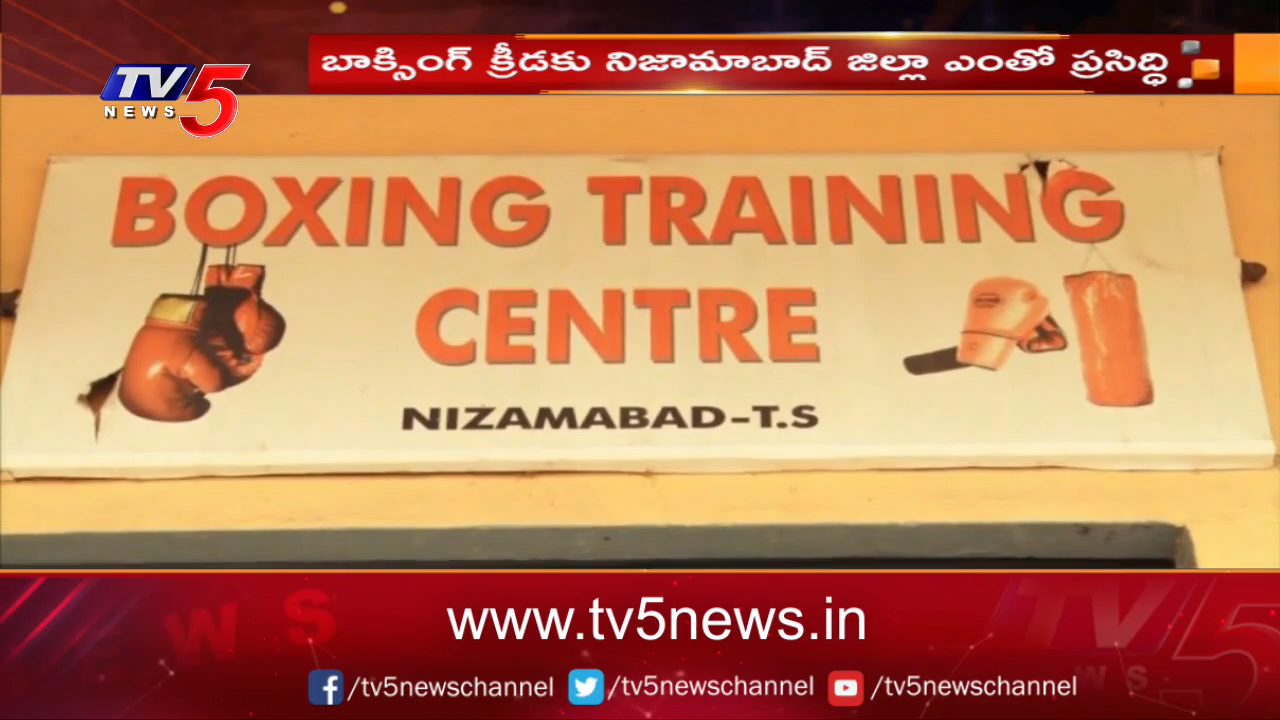 బాక్సింగ్ క్రీడకు నిజామాబాద్ జిల్లా ఎంతో ప్రసిద్ధి
TV5
NEWS
BOXING TRAINING
CENTRE
NIZAMABAD-T.S
www.tv5news.in
/tv5newschannel /tv5newschannel /tv5newschannel